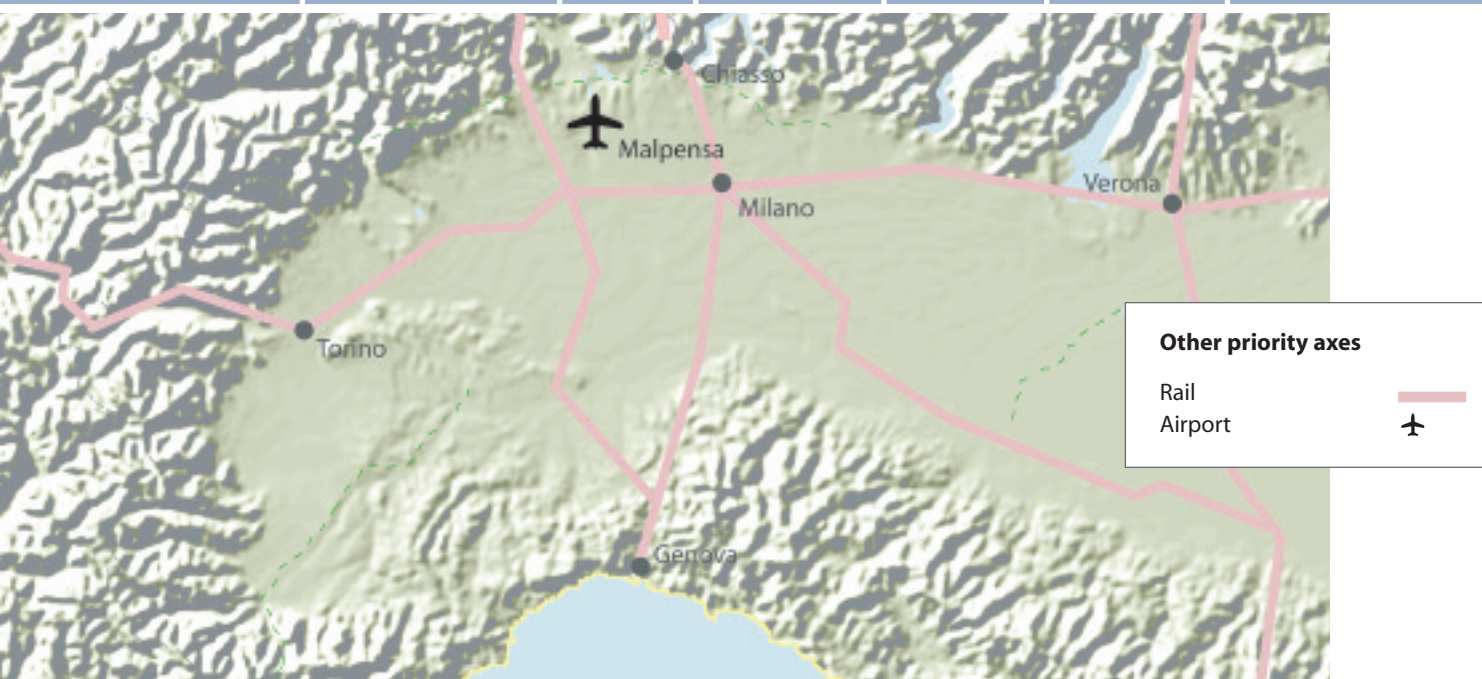 Chiasso
Malpensa
Verona
Milano
Torino
Genova
Other priority axes
Rail
Airport